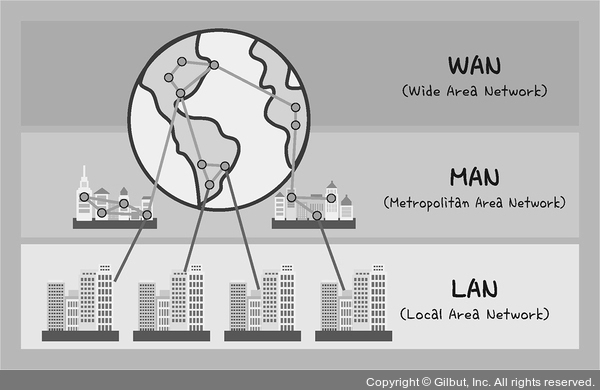 WAN
(Wide Area Network)
MAN
(Metropolitan Area Network)
LAN
(Local Area Network)
Copyright © Gilbut, Inc. All rights reserved.